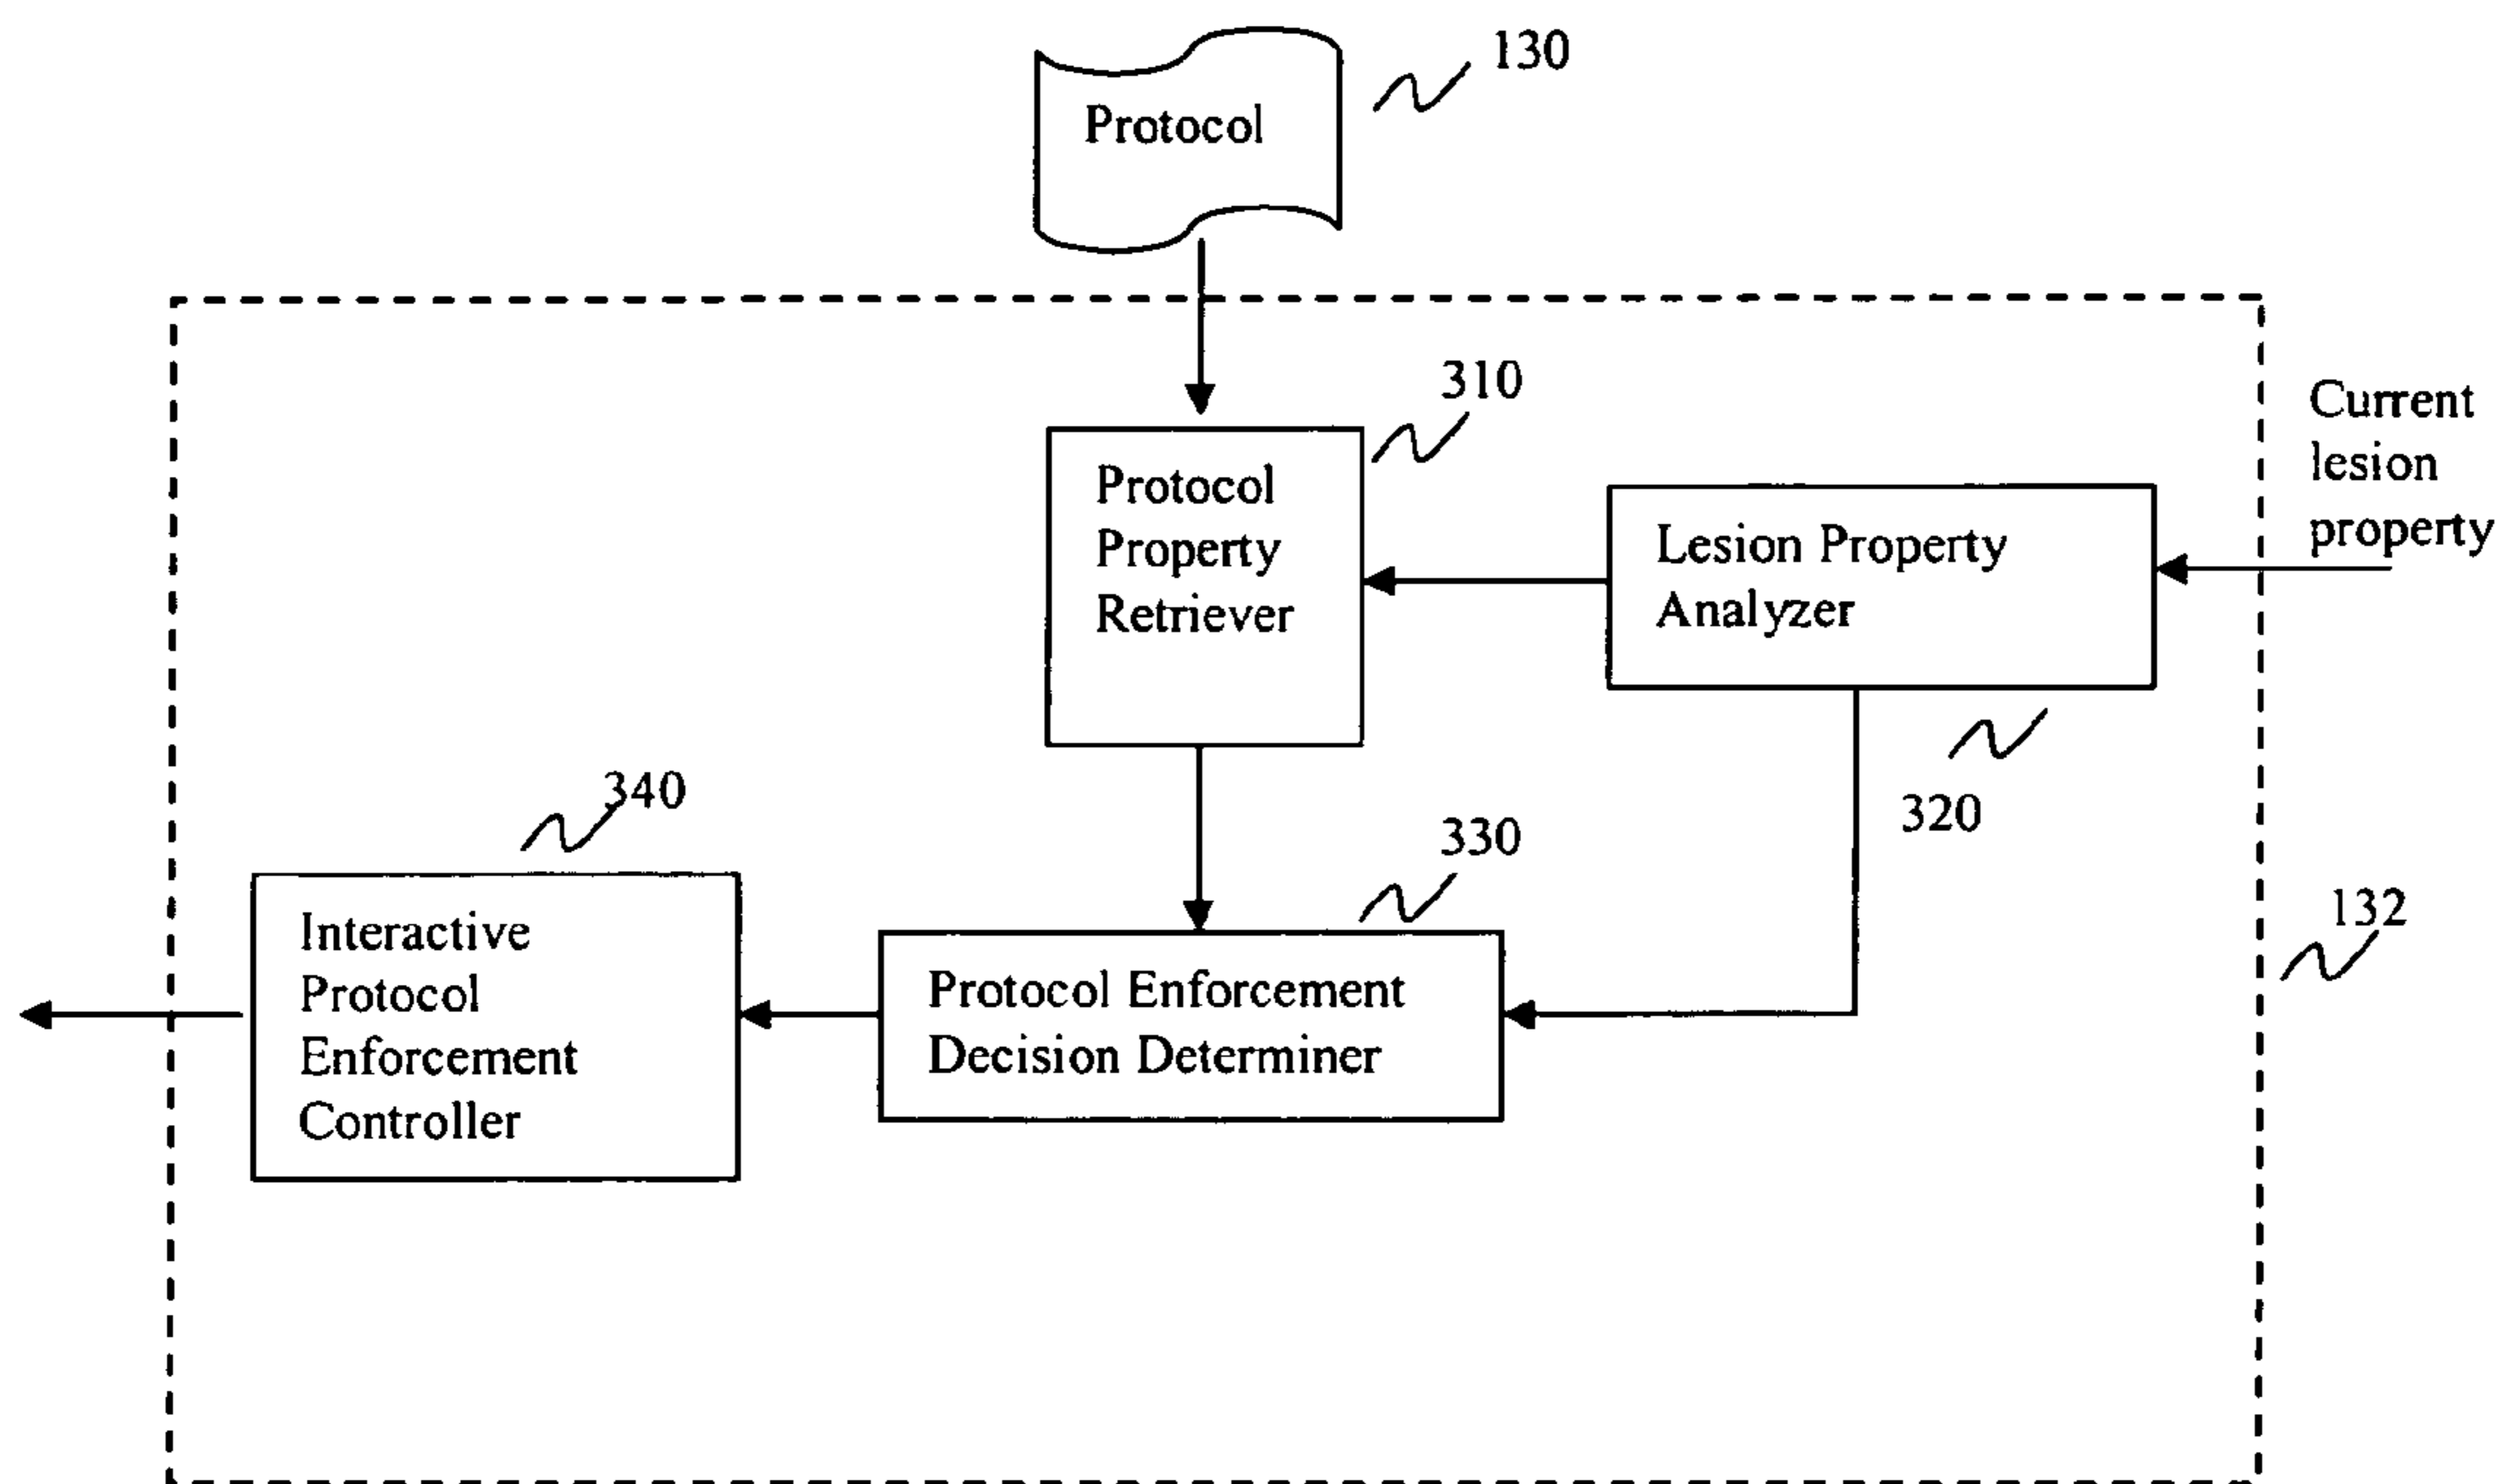 130
Protocol
310
Current
lesion
property
Protocol
Property
Retriever
Lesion Property
Analyzer
320
340
330
132
Interactive
Protocol
Enforcement
Controller
Protocol Enforcement
Decision Determiner